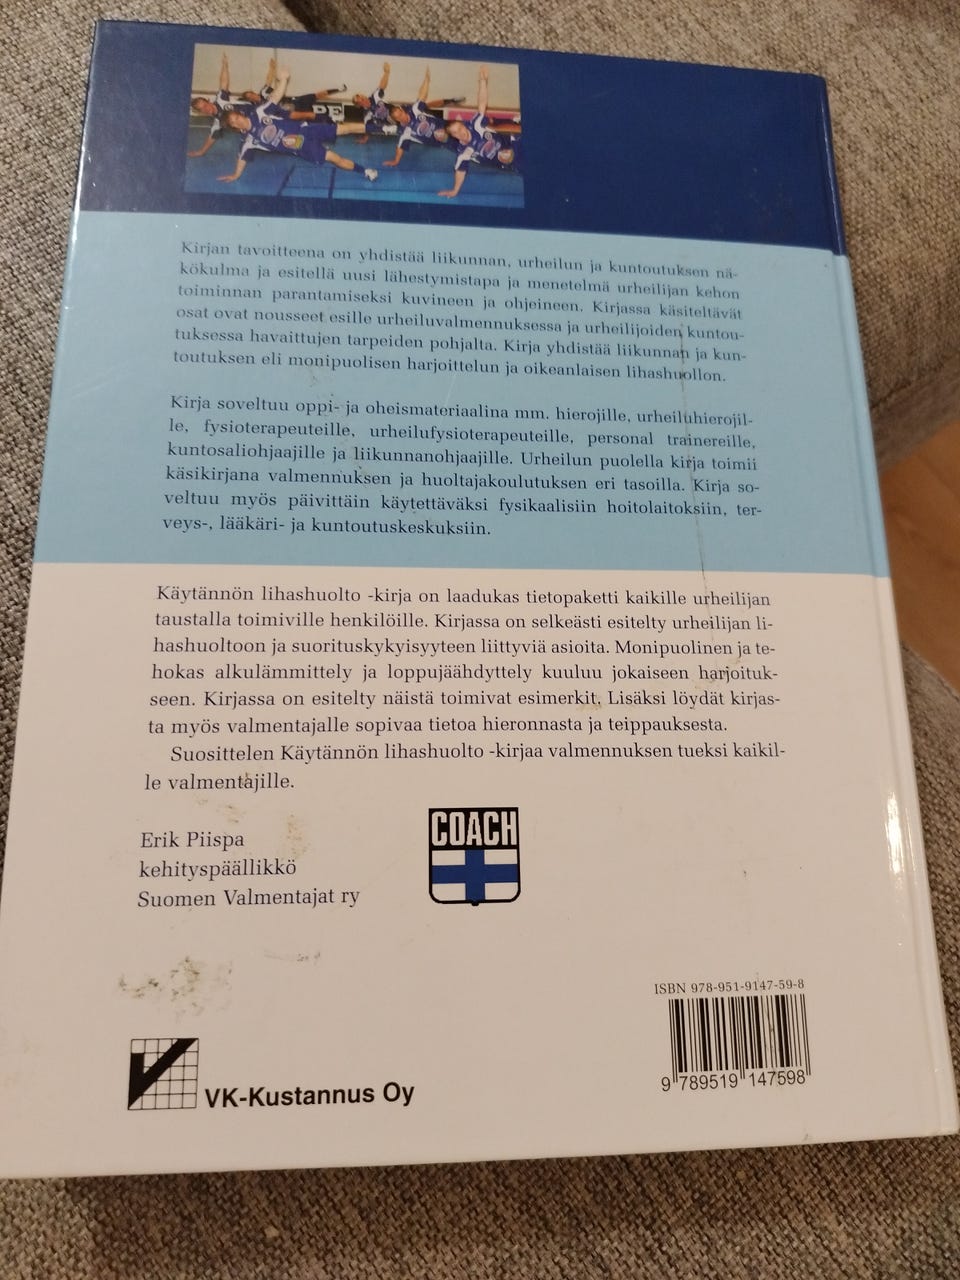 PE
Kirjan tavoitteena on yhdistää liikunnan, urheilun ja kuntoutuksen nä-
kökulma ja esitellä uusi lähestymistapa ja menetelmä urheilijan kehon
toiminnan parantamiseksi kuvineen ja ohjeineen. Kirjassa käsiteltävät
osat ovat nousseet esille urheiluvalmennuksessa ja urheilijoiden kuntou-
tuksessa havaittujen tarpeiden pohjalta. Kirja yhdistää liikunnan ja kun-
toutuksen eli monipuolisen harjoittelun ja oikeanlaisen lihashuollon.
Kirja soveltuu oppi- ja oheismateriaalina mm. hierojille, urheiluhierojil-
le, fysioterapeuteille, urheilufysioterapeuteille, personal trainereille,
kuntosaliohjaajille ja liikunnanohjaajille. Urheilun puolella kirja toimii
käsikirjana valmennuksen ja huoltajakoulutuksen eri tasoilla. Kirja so-
veltuu myös päivittäin käytettäväksi fysikaalisiin hoitolaitoksiin, ter-
veys-, lääkäri- ja kuntoutuskeskuksiin.
Käytännön lihashuolto -kirja on laadukas tietopaketti kaikille urheilijan
taustalla toimiville henkilöille. Kirjassa on selkeästi esitelty urheilijan li-
hashuoltoon ja suorituskykyisyyteen liittyviä asioita. Monipuolinen ja te-
hokas alkulämmittely ja loppujäähdyttely kuuluu jokaiseen harjoituk-
seen. Kirjassa on esitelty näistä toimivat esimerkit. Lisäksi löydät kirjas-
ta myös valmentajalle sopivaa tietoa hieronnasta ja teippauksesta.
Suosittelen Käytännön lihashuolto -kirjaa valmennuksen tueksi kaikil-
le valmentajille.
Erik Piispa
kehityspäällikkö
Suomen Valmentajat ry
COACH
ISBN 978-951-9147-59-8
9 789519 147598
VK-Kustannus Oy